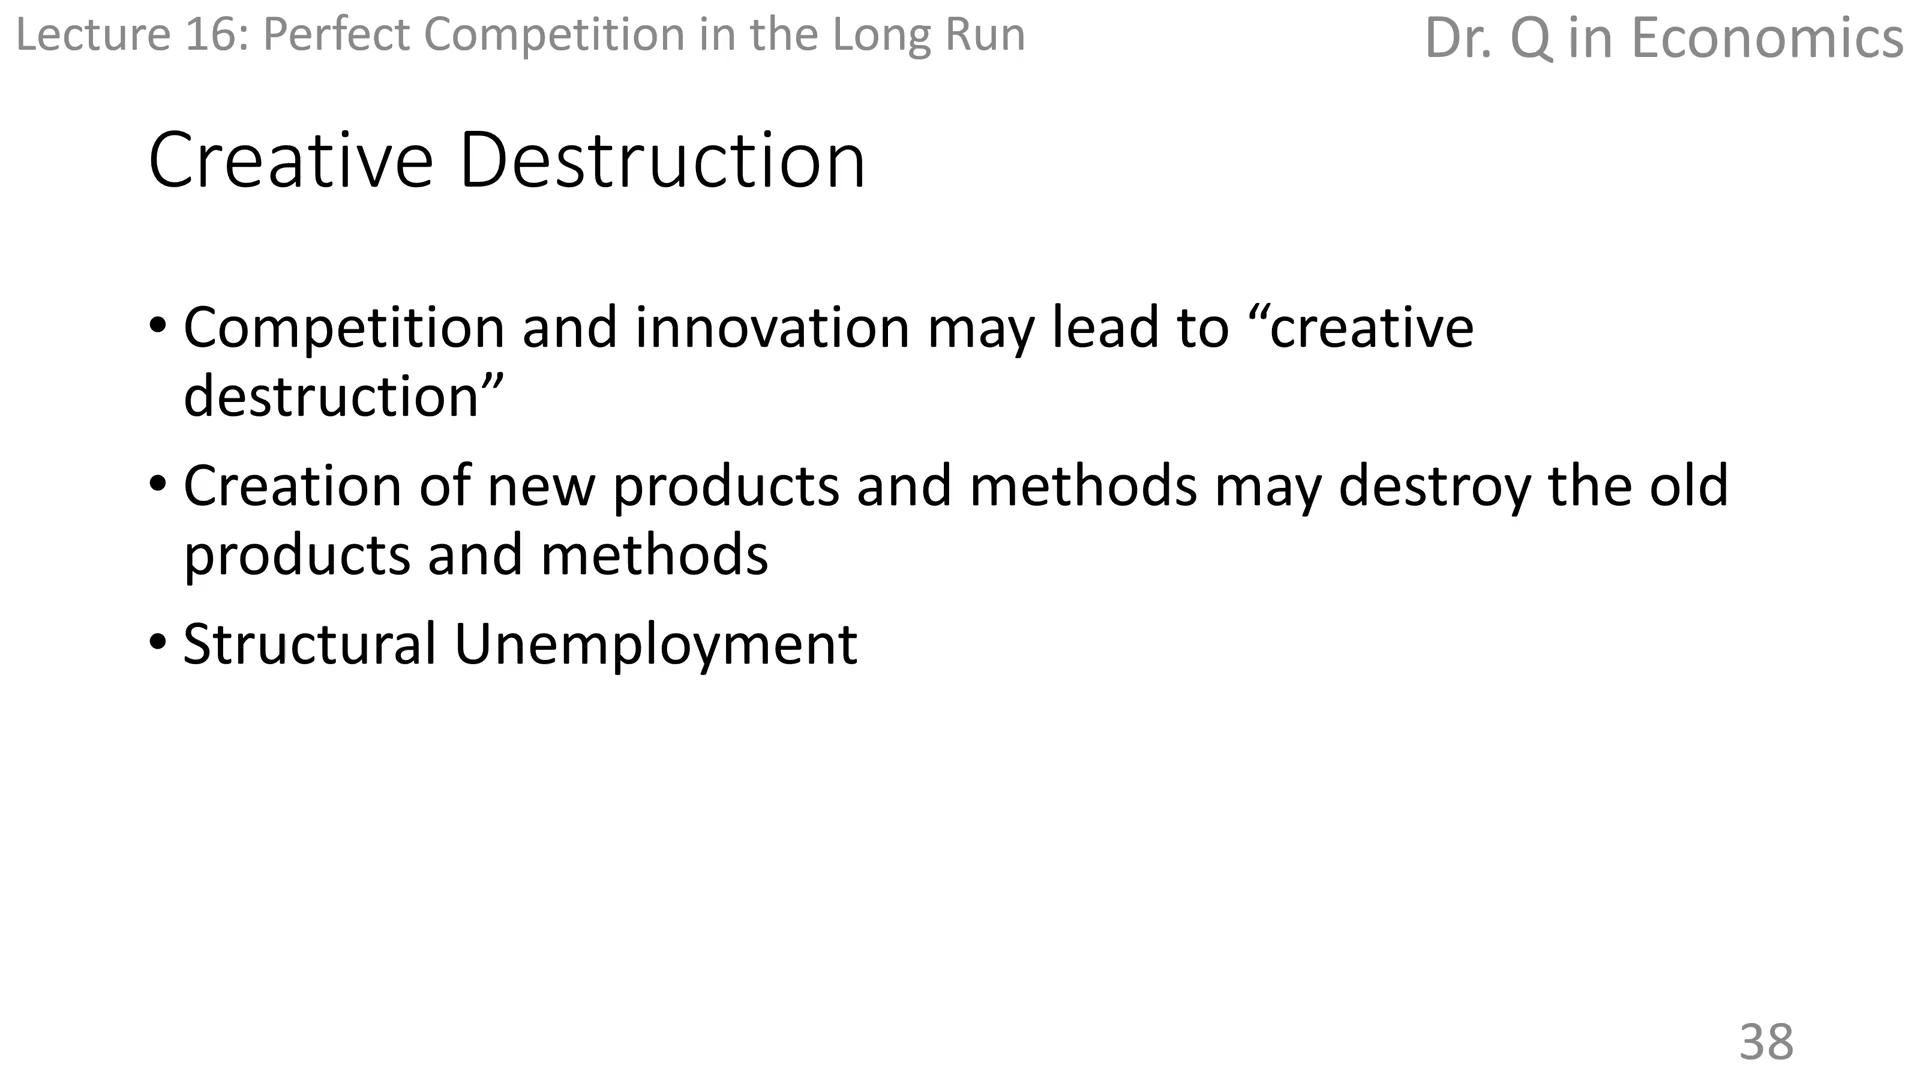 Lecture 16: Perfect Competition in the Long Run
Dr. Q in Economics
Creative Destruction
• Competition and innovation may lead to “creative
destruction”
• Creation of new products and methods may destroy the old
products and methods
• Structural Unemployment
38